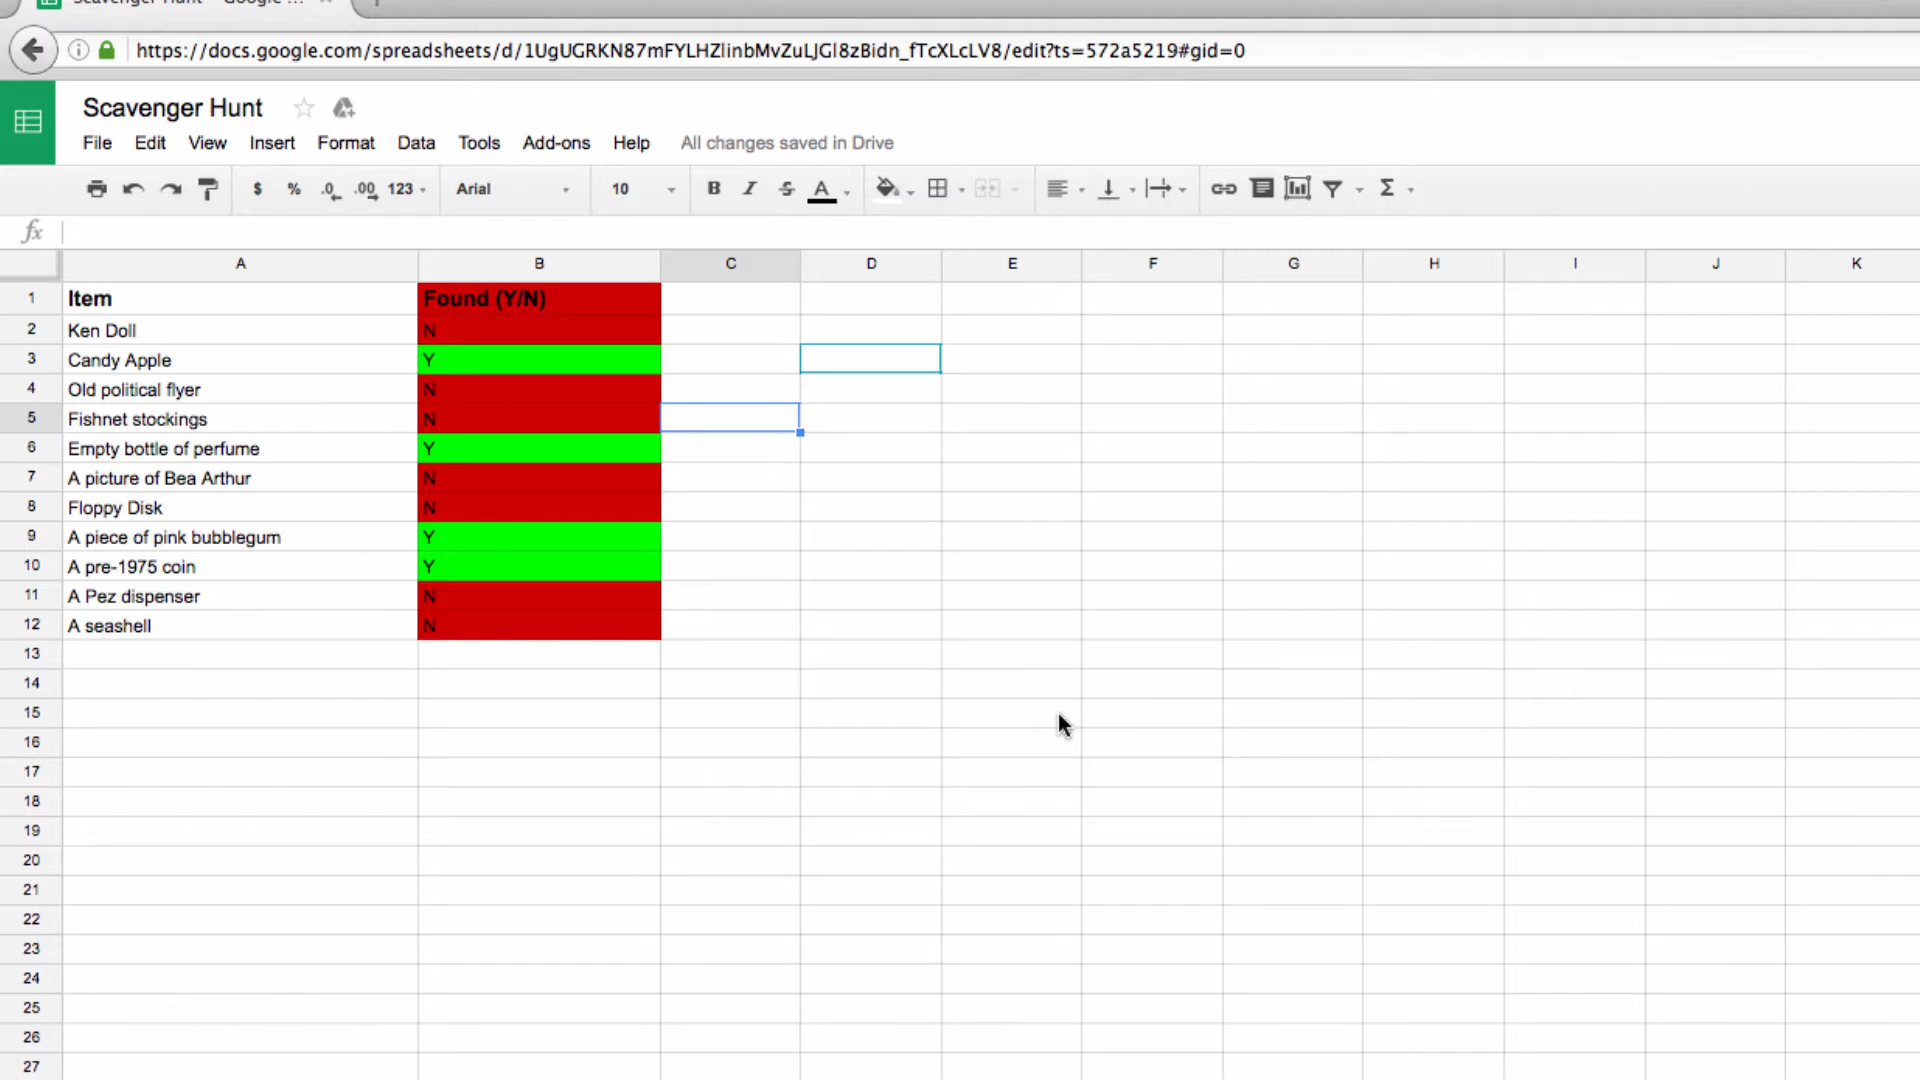 Scavenger Hunt - Google ...
https://docs.google.com/spreadsheets/d/1UgUGRKN87mFYLHZlinbMvZuLJGl8zBidn_fTcXLcLV8/edit?ts=572a5219#gid=0
Scavenger Hunt
File Edit View Insert Format Data Tools Add-ons Help All changes saved in Drive
$ % .0 .00 123 Arial 10 B I S A Σ
fx
A B C D E F G H I J K
1 Item Found (Y/N)
2 Ken Doll N
3 Candy Apple Y
4 Old political flyer N
5 Fishnet stockings N
6 Empty bottle of perfume Y
7 A picture of Bea Arthur N
8 Floppy Disk N
9 A piece of pink bubblegum Y
10 A pre-1975 coin Y
11 A Pez dispenser N
12 A seashell N
13
14
15
16
17
18
19
20
21
22
23
24
25
26
27